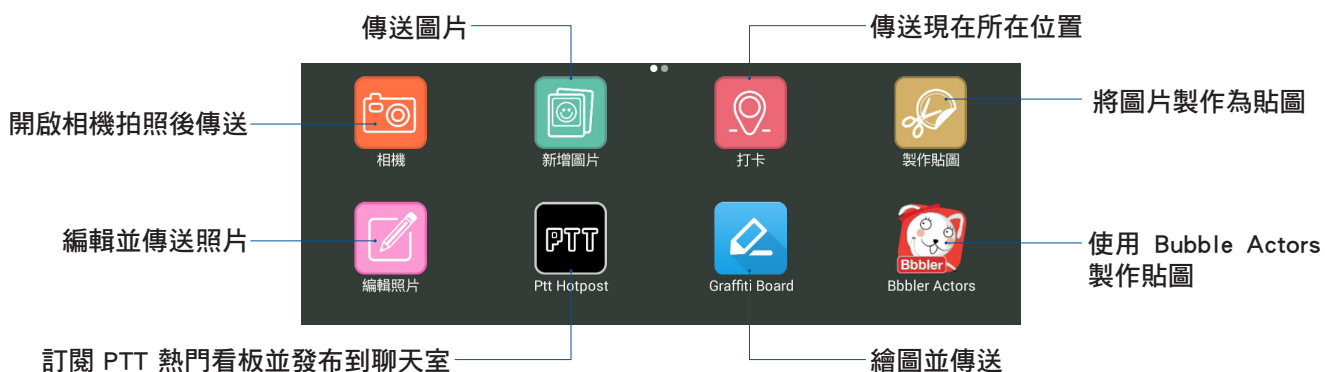 傳送圖片
傳送現在所在位置
開啟相機拍照後傳送
將圖片製作為貼圖
相機
新增圖片
打卡
製作貼圖
編輯並傳送照片
PTT
Bbbler
使用 Bubble Actors
製作貼圖
編輯照片
Ptt Hotpost
Graffiti Board
Bbbler Actors
訂閱 PTT 熱門看板並發布到聊天室
繪圖並傳送